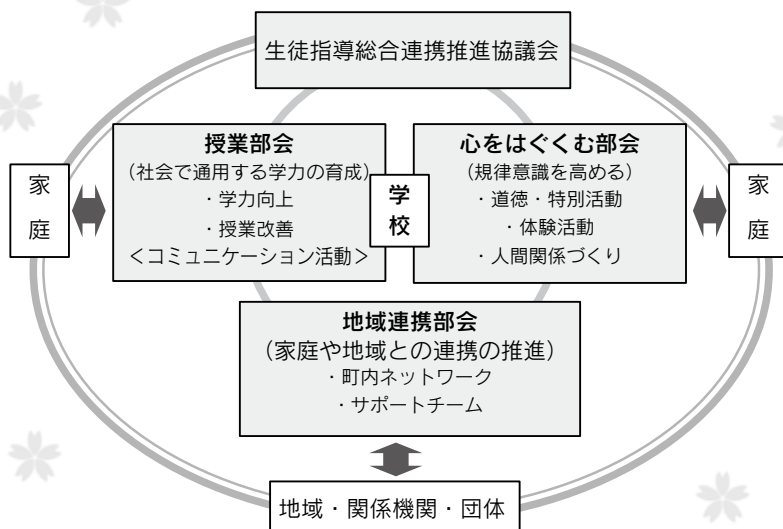 生徒指導総合連携推進協議会
授業部会
(社会で通用する学力の育成)
・学力向上
・授業改善
＜コミュニケーション活動＞
学校
心をはぐくむ部会
(規律意識を高める)
・道徳・特別活動
・体験活動
・人間関係づくり
家庭
家庭
地域連携部会
(家庭や地域との連携の推進)
・町内ネットワーク
・サポートチーム
地域・関係機関・団体